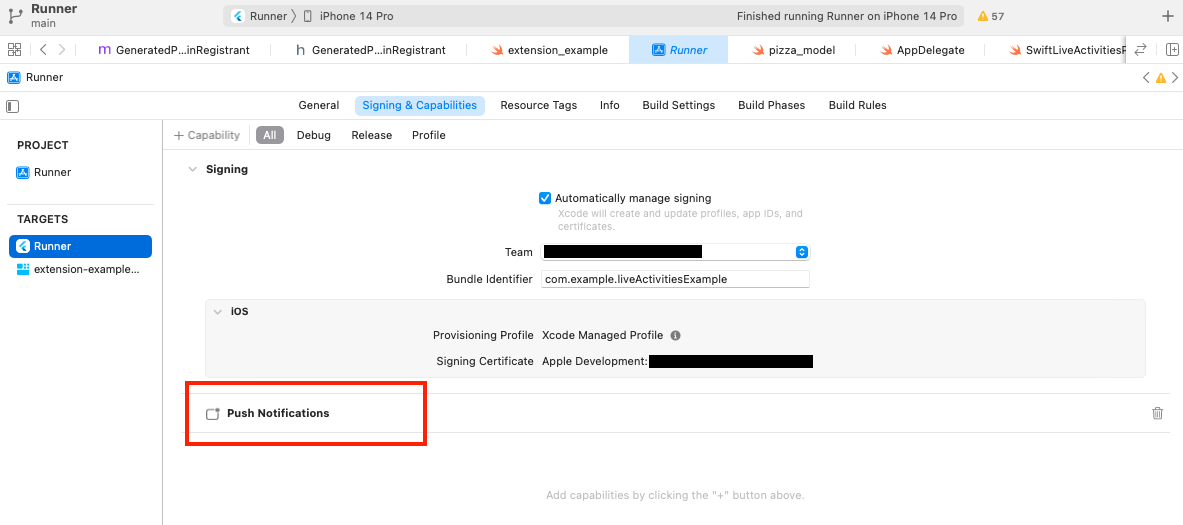 Runner
main
Runner
iPhone 14 Pro
Finished running Runner on iPhone 14 Pro
57
m GeneratedP...inRegistrant
h GeneratedP...inRegistrant
extension_example
Runner
pizza_model
AppDelegate
SwiftLiveActivitiesP
Runner
General
Signing & Capabilities
Resource Tags
Info
Build Settings
Build Phases
Build Rules
PROJECT
Runner
TARGETS
Runner
extension-example...
+ Capability
All
Debug
Release
Profile
Signing
Automatically manage signing
Xcode will create and update profiles, app IDs, and
certificates.
Team
Bundle Identifier com.example.liveActivitiesExample
iOS
Provisioning Profile Xcode Managed Profile
Signing Certificate Apple Development:
Push Notifications
Add capabilities by clicking the "+" button above.